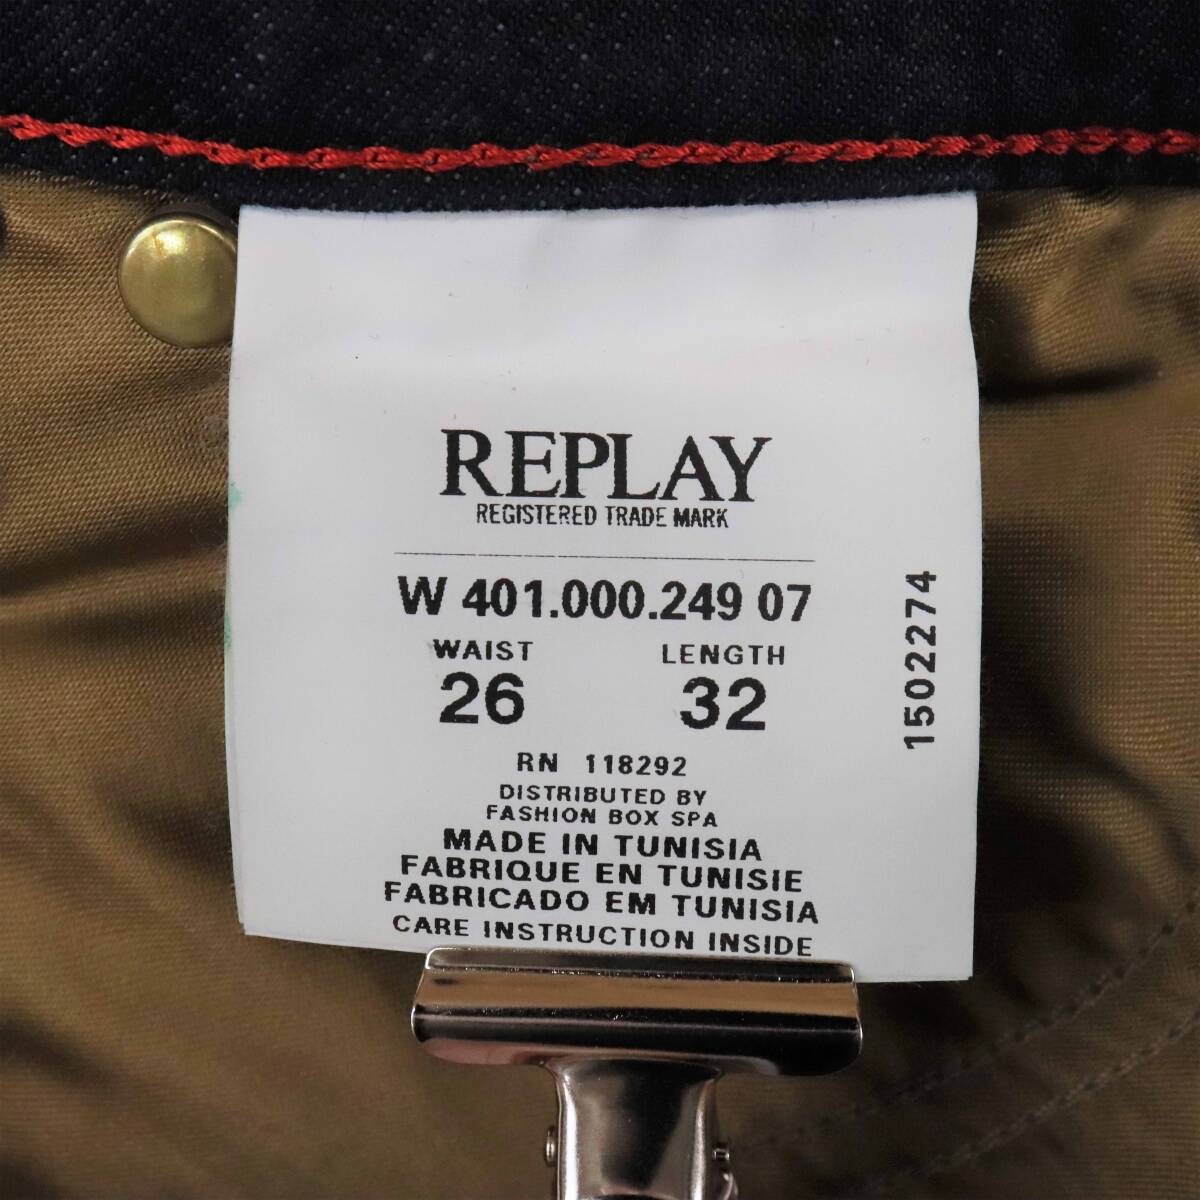 REPLAY
REGISTERED TRADE MARK
W 401.000.249 07
WAIST LENGTH
26 32
RN 118292
DISTRIBUTED BY
FASHION BOX SPA
MADE IN TUNISIA
FABRIQUE EN TUNISIE
FABRICADO EM TUNISIA
CARE INSTRUCTION INSIDE
1502274